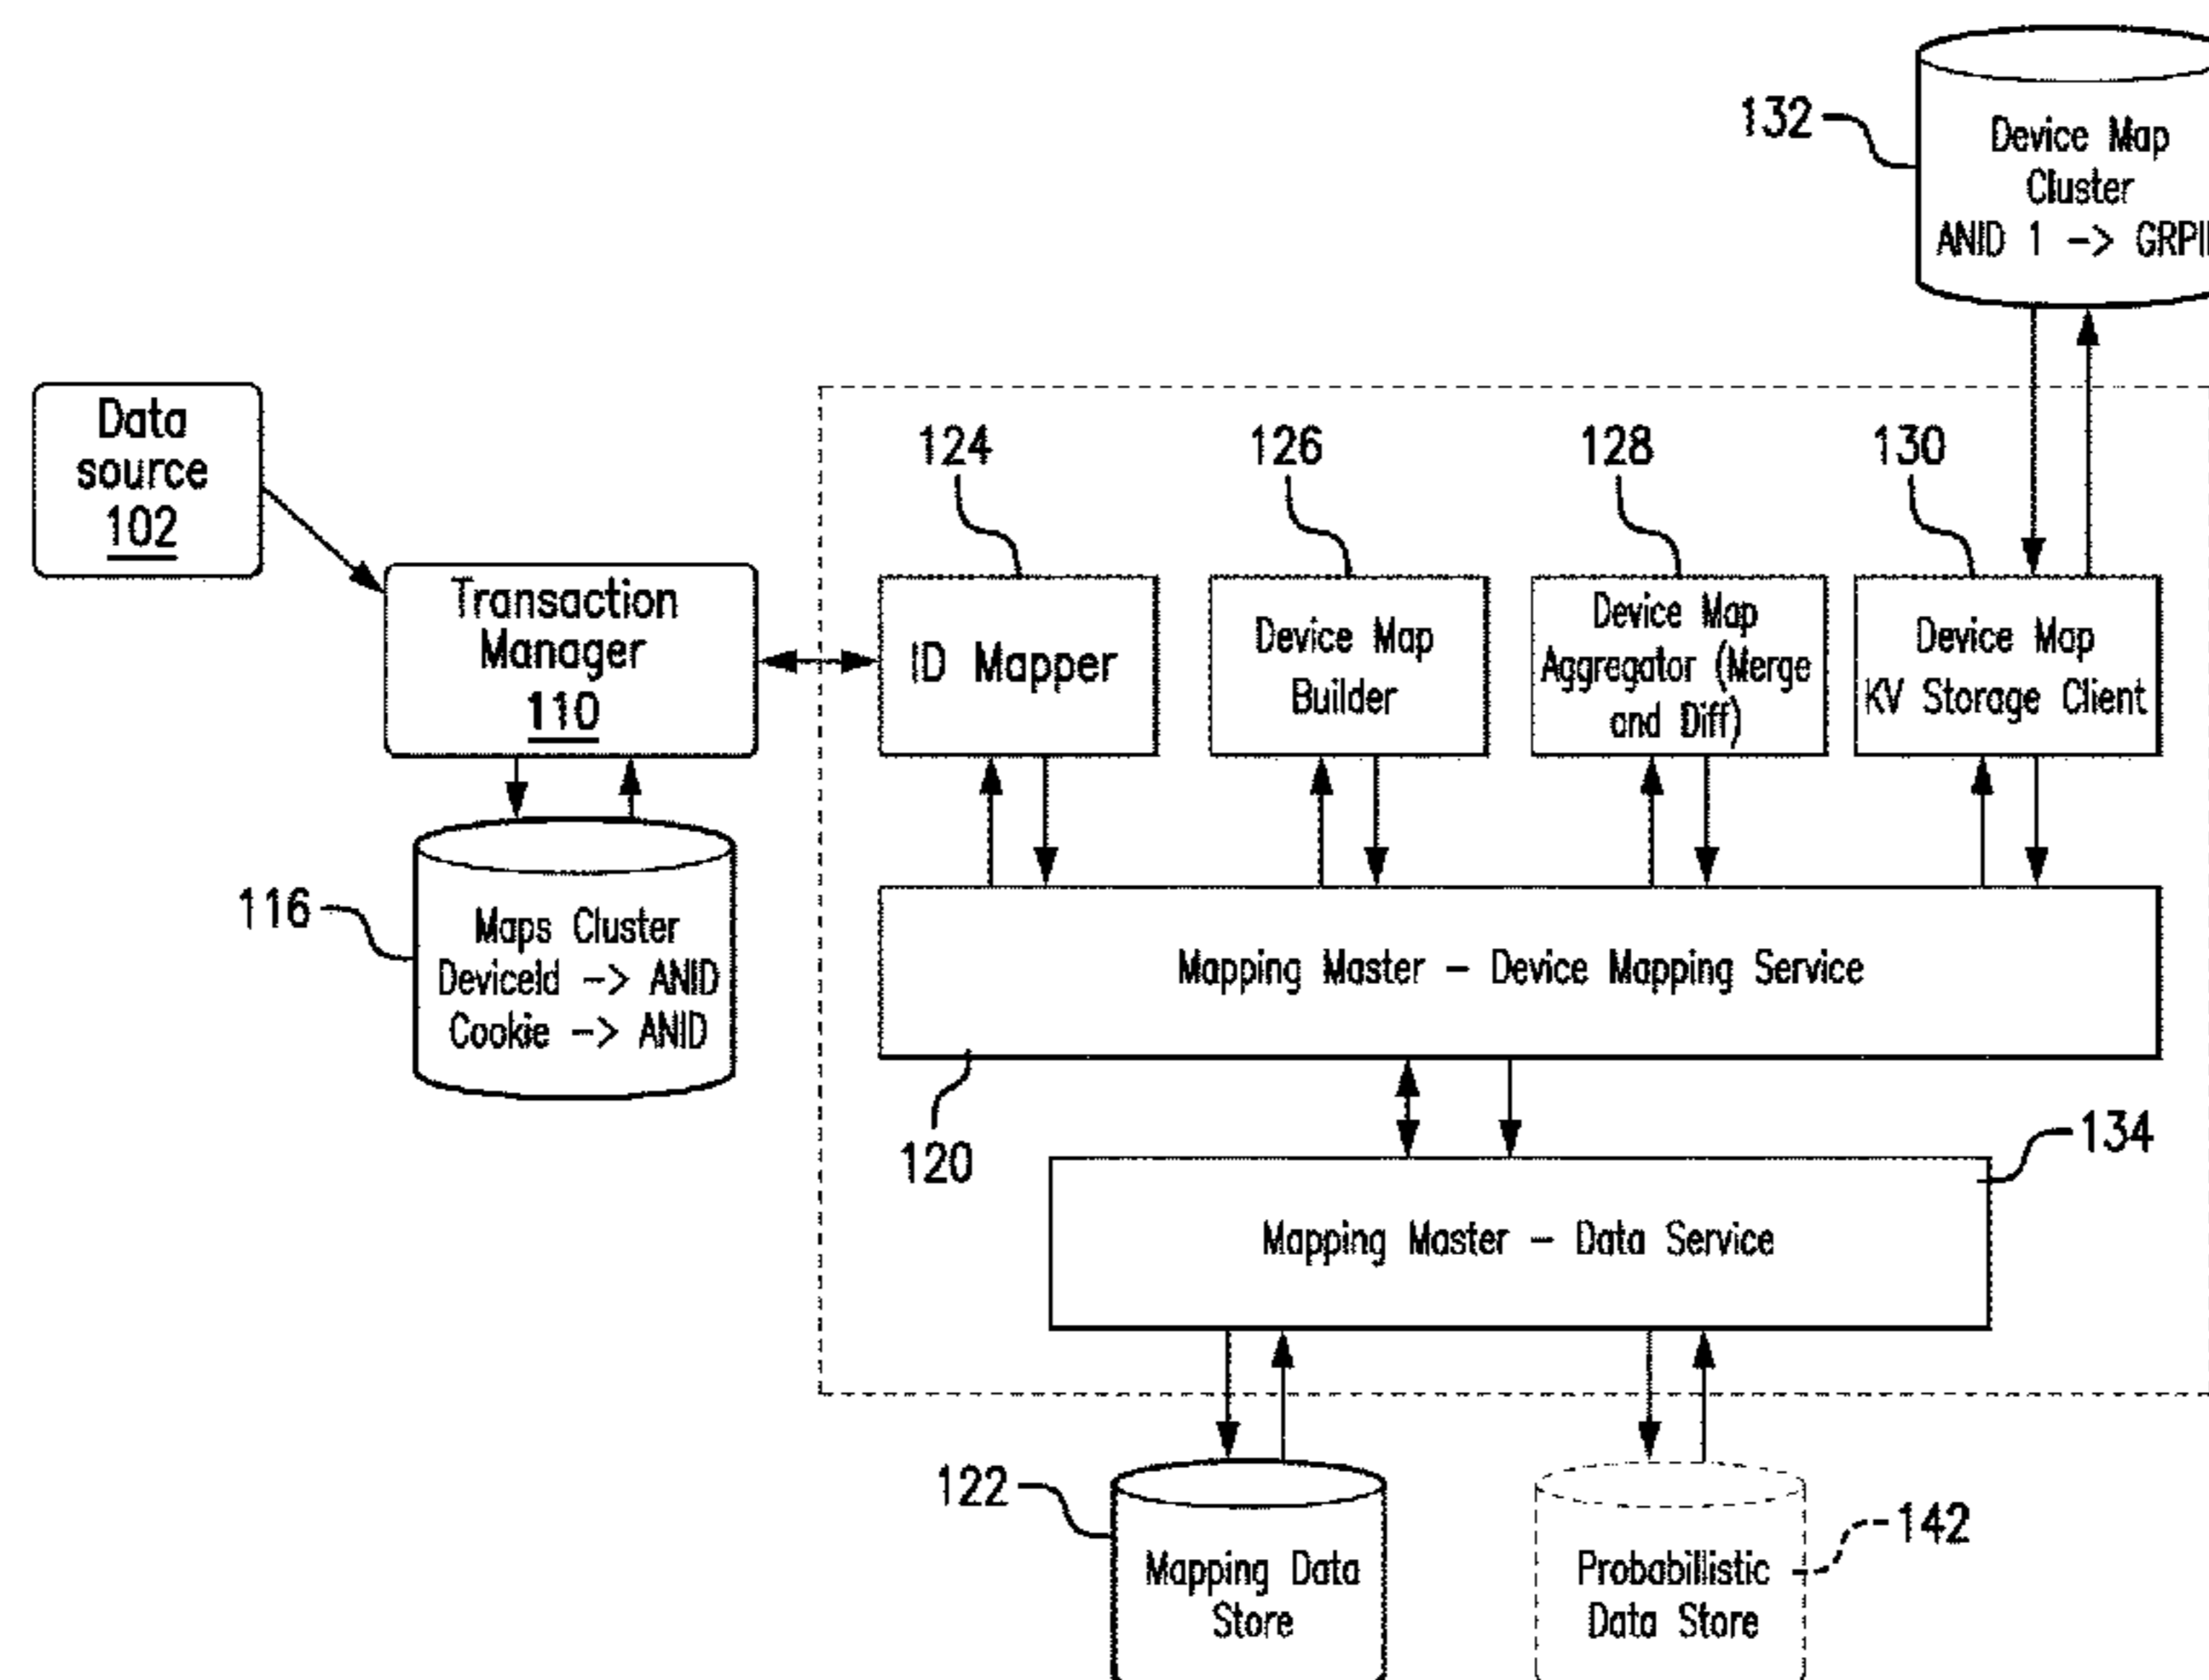 132
Device Map
Cluster
ANID 1 -> GRPI
Data
source
102
124
126
128
130
Transaction
Manager
110
ID Mapper
Device Map
Builder
Device Map
Aggregator (Merge
and Diff)
Device Map
KV Storage Client
116
Maps Cluster
DeviceId -> ANID
Cookie -> ANID
Mapping Master – Device Mapping Service
120
134
Mapping Master – Data Service
122
Mapping Data
Store
142
Probabillistic
Data Store